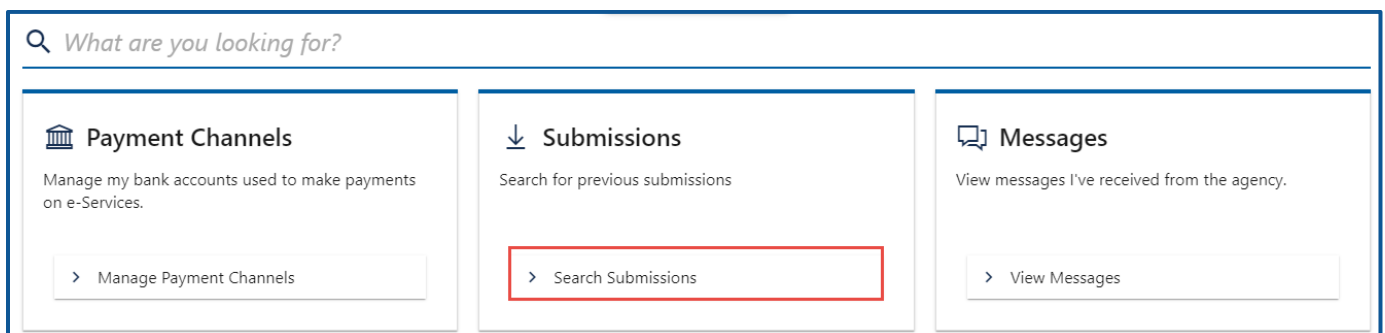 What are you looking for?
Payment Channels
Manage my bank accounts used to make payments
on e-Services.
Manage Payment Channels
Submissions
Search for previous submissions
Search Submissions
Messages
View messages I've received from the agency.
View Messages